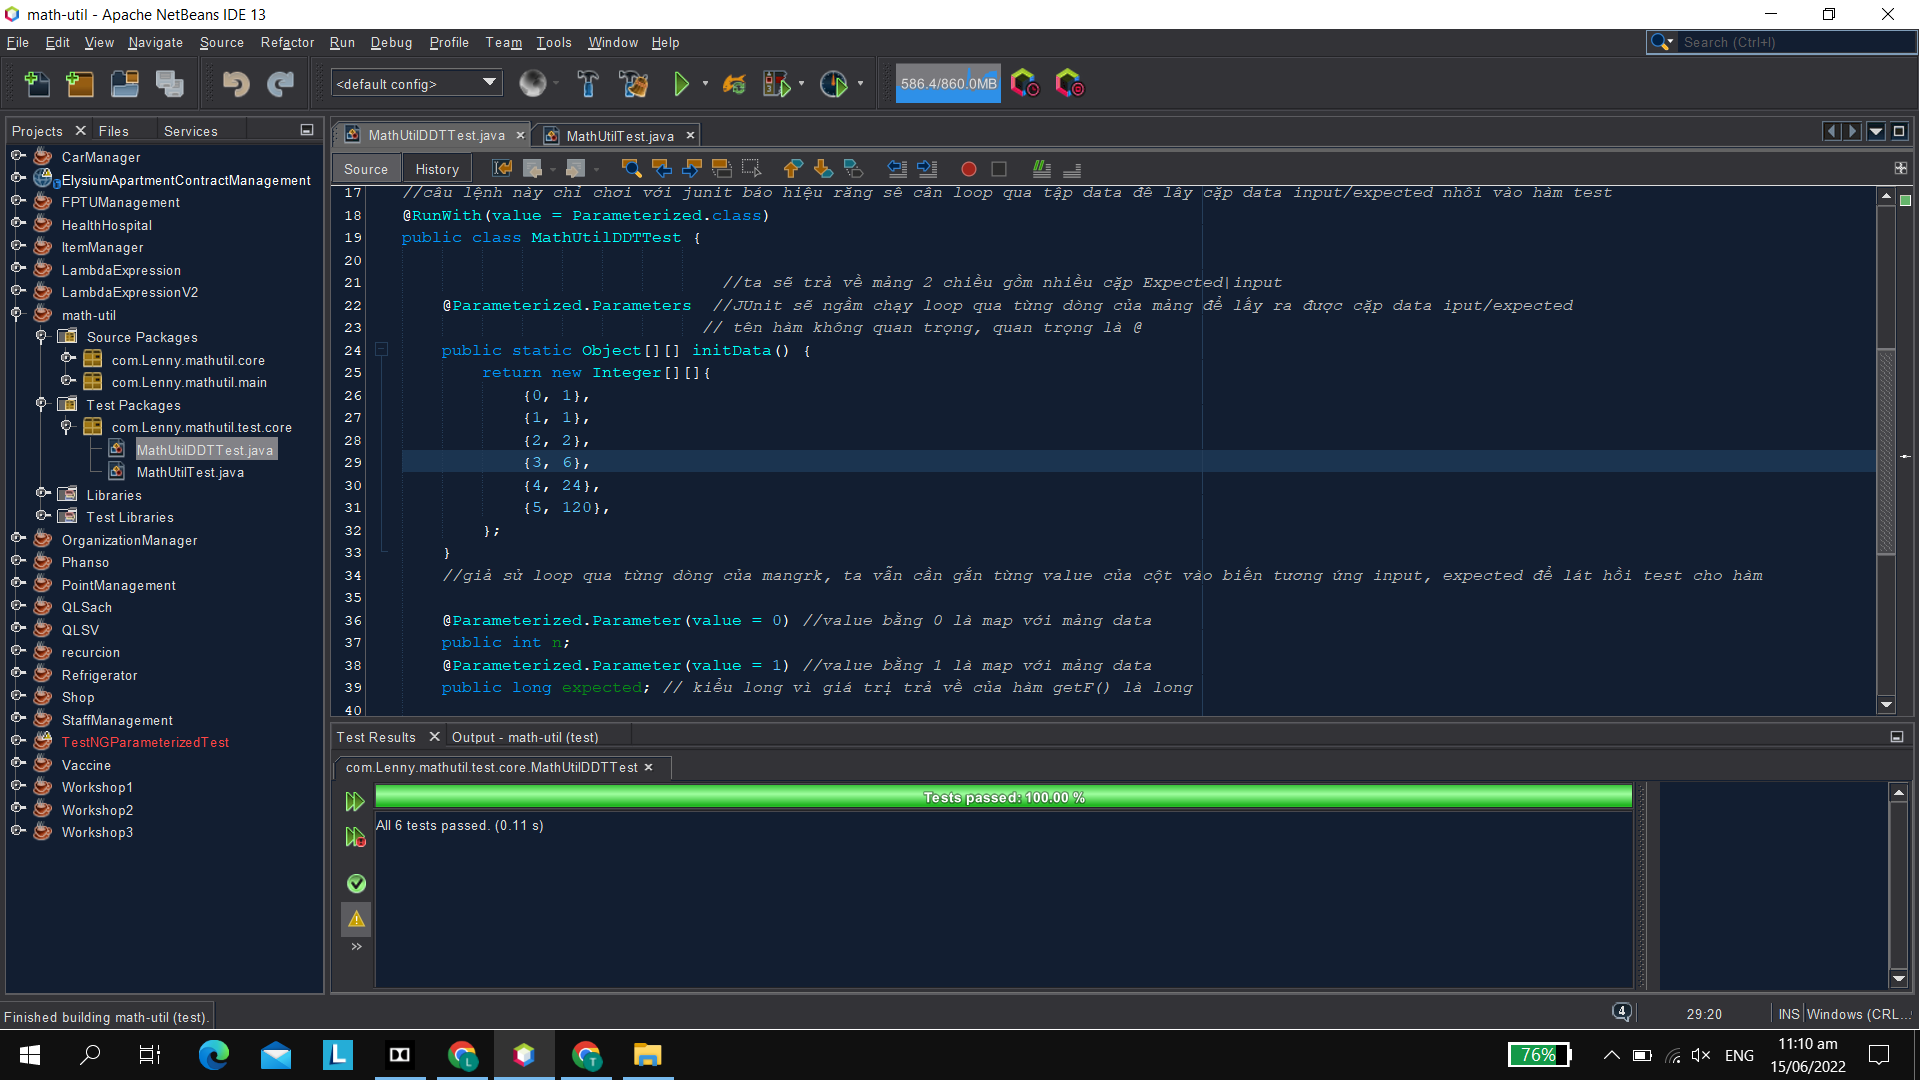 math-util - Apache NetBeans IDE 13
File Edit View Navigate Source Refactor Run Debug Profile Team Tools Window Help
Search (Ctrl+I)
<default config>
586.4/860.0MB
Projects Files Services
CarManager
ElysiumApartmentContractManagement
FPTUManagement
HealthHospital
ItemManager
LambdaExpression
LambdaExpressionV2
math-util
Source Packages
com.Lenny.mathutil.core
com.Lenny.mathutil.main
Test Packages
com.Lenny.mathutil.test.core
MathUtilDDTTest.java
MathUtilTest.java
Libraries
Test Libraries
OrganizationManager
Phanso
PointManagement
QLSach
QLSV
recurcion
Refrigerator
Shop
StaffManagement
TestNGParameterizedTest
Vaccine
Workshop1
Workshop2
Workshop3
MathUtilDDTTest.java MathUtilTest.java
Source History
17 //câu lệnh này chỉ chơi với junit báo hiệu rằng sẽ cần loop qua tập data để lấy cặp data input/expected nhồi vào hàm test
18 @RunWith(value = Parameterized.class)
19 public class MathUtilDDTTest {
20
21 //ta sẽ trả về mảng 2 chiều gồm nhiều cặp Expected|input
22 @Parameterized.Parameters //JUnit sẽ ngầm chạy loop qua từng dòng của mảng để lấy ra được cặp data iput/expected
23 // tên hàm không quan trọng, quan trọng là @
24 public static Object[][] initData() {
25 return new Integer[][]{
26 {0, 1},
27 {1, 1},
28 {2, 2},
29 {3, 6},
30 {4, 24},
31 {5, 120},
32 };
33 }
34 //giả sử loop qua từng dòng của mangrk, ta vẫn cần gắn từng value của cột vào biến tương ứng input, expected để lát hồi test cho hàm
35
36 @Parameterized.Parameter(value = 0) //value bằng 0 là map với mảng data
37 public int n;
38 @Parameterized.Parameter(value = 1) //value bằng 1 là map với mảng data
39 public long expected; // kiểu long vì giá trị trả về của hàm getF() là long
40
Test Results Output - math-util (test)
com.Lenny.mathutil.test.core.MathUtilDDTTest
Tests passed: 100.00 %
All 6 tests passed. (0.11 s)
Finished building math-util (test).
4
29:20
INS Windows (CRL...
76%
ENG
11:10 am
15/06/2022